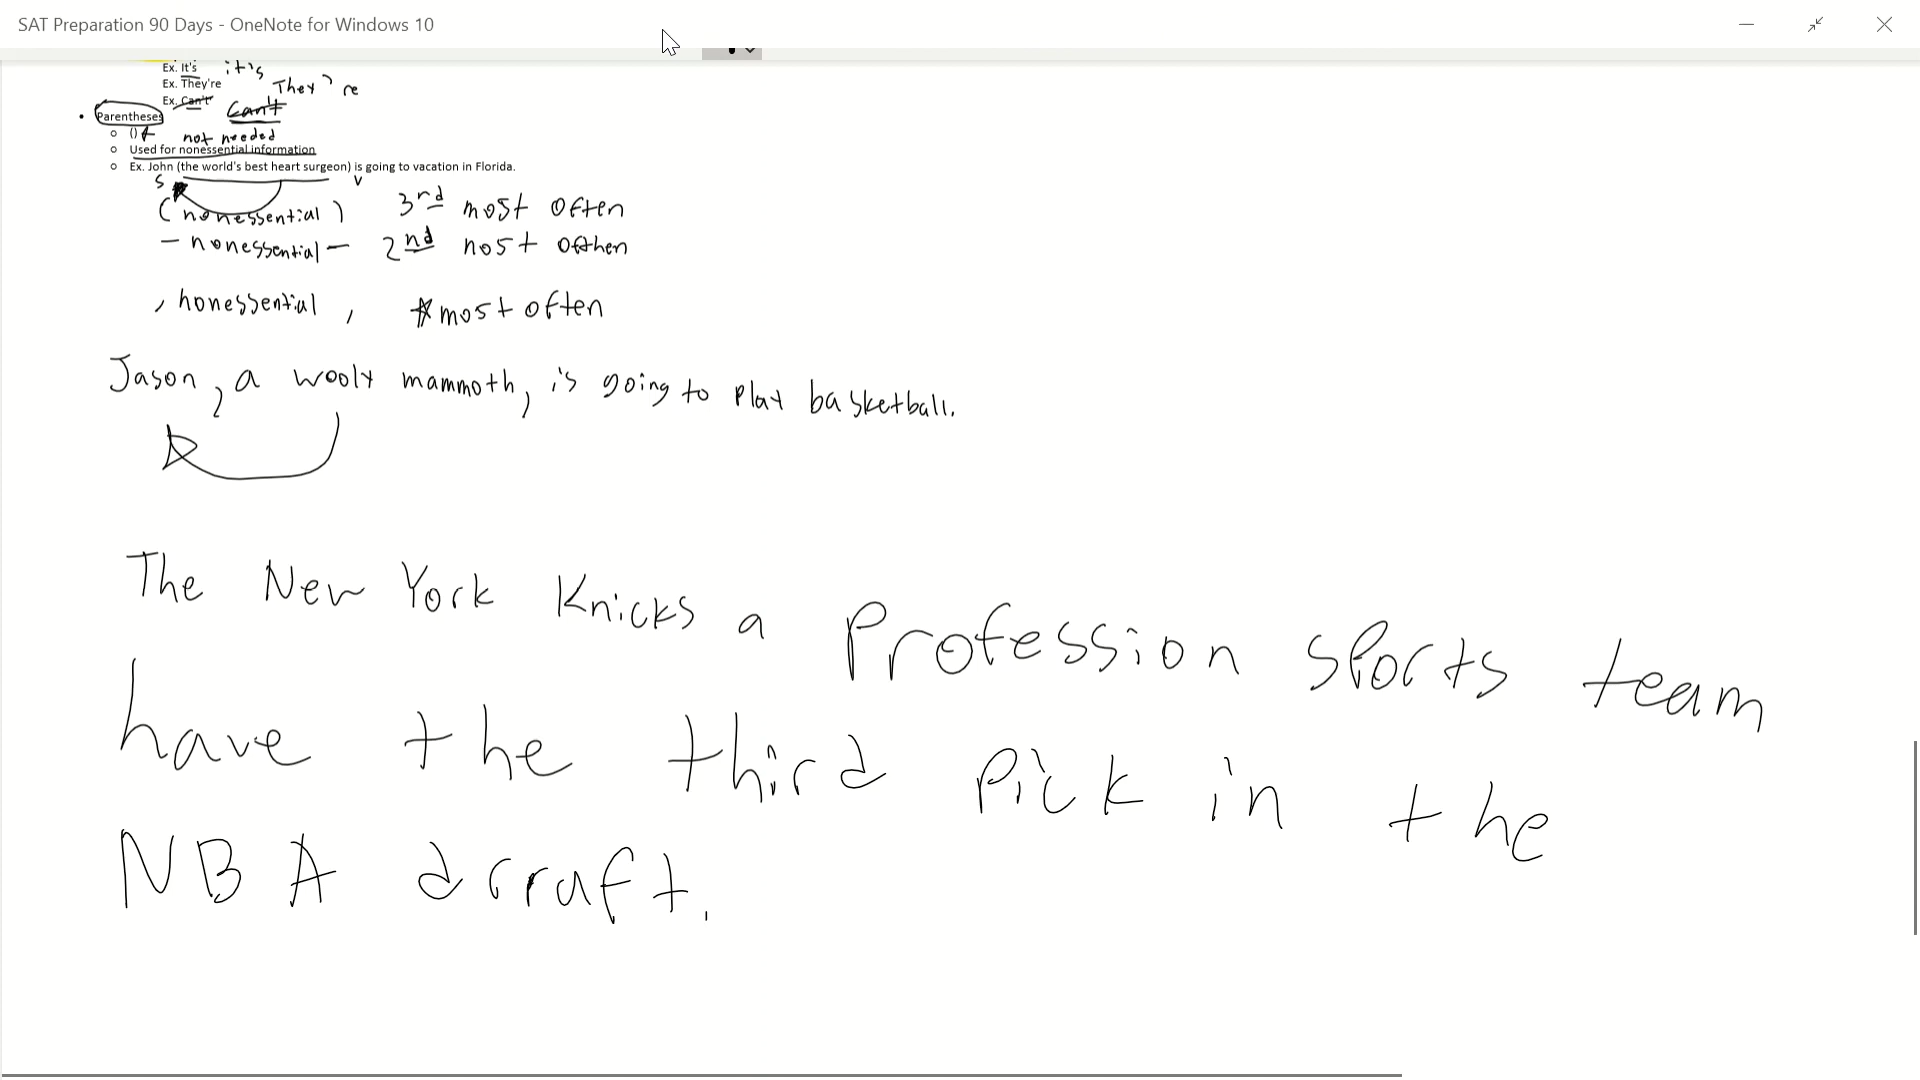 SAT Preparation 90 Days - OneNote for Windows 10
Ex. It's it's
Ex. They're They're
Ex. Can't Can't
• Parentheses
○ () not needed
○ Used for nonessential information
○ Ex. John (the world's best heart surgeon) is going to vacation in Florida.
S V
(nonessential) 3rd most often
- nonessential - 2nd nost ofthen
, nonessential, *most often
Jason, a wooly mammoth, is going to play basketball.
The New York Knicks a Profession sports team
have the third Pick in the
NBA drraft.